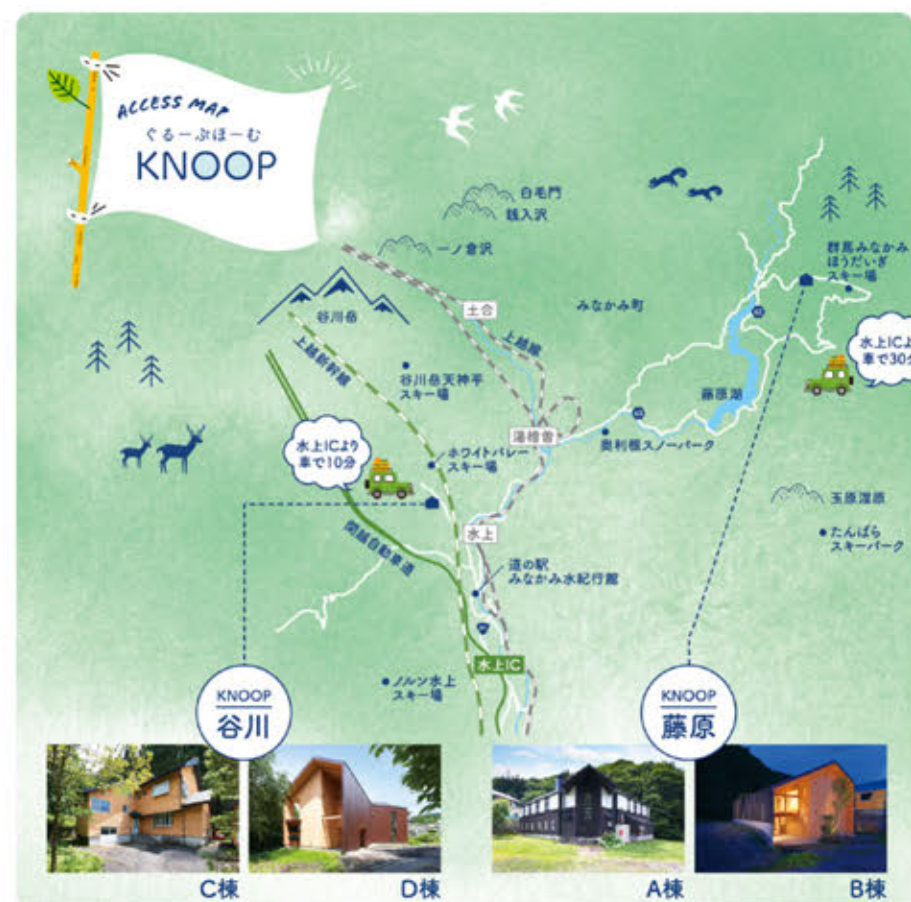 ACCESS MAP
ぐるーぷほーむ
KNOOP
白毛門
銭入沢
一ノ倉沢
谷川岳
土合
上越線
みなかみ町
群馬みなかみ
ほうだいぎ
スキー場
上越新幹線
谷川岳天神平
スキー場
水上ICよ
車で30分
藤原湖
63
湯檜曽
63
奥利根スノーパーク
水上ICより
車で10分
ホワイトバレー
スキー場
玉原湿原
たんばら
スキーパーク
関越自動車道
水上
道の駅
みなかみ水紀行館
水上IC
ノルン水上
スキー場
KNOOP
谷川
KNOOP
藤原
C棟
D棟
A棟
B棟